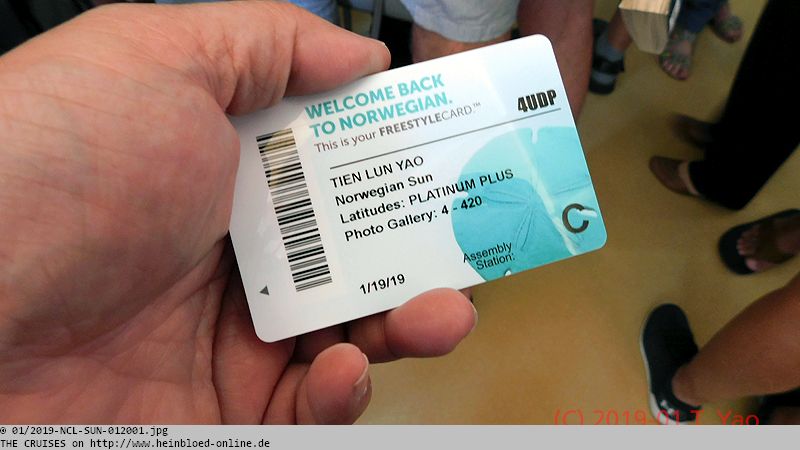 WELCOME BACK
TO NORWEGIAN.
This is your FREESTYLECARD.™
4UDP
TIEN LUN YAO
Norwegian Sun
Latitudes: PLATINUM PLUS
Photo Gallery: 4 - 420
C
Assembly
Station:
1/19/19
(C) 2019-01 T. Yao
© 01/2019-NCL-SUN-012001.jpg
THE CRUISES on http://www.heinbloed-online.de